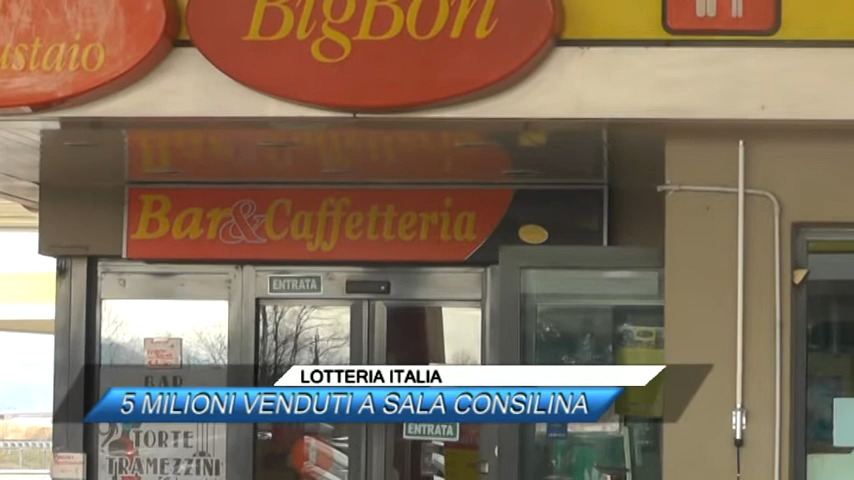 ustaio
BigBon
Bar&Caffetteria
ENTRATA
LOTTERIA ITALIA
5 MILIONI VENDUTI A SALA CONSILINA
BAR
ENTRATA
TORTE
TRAMEZZINI